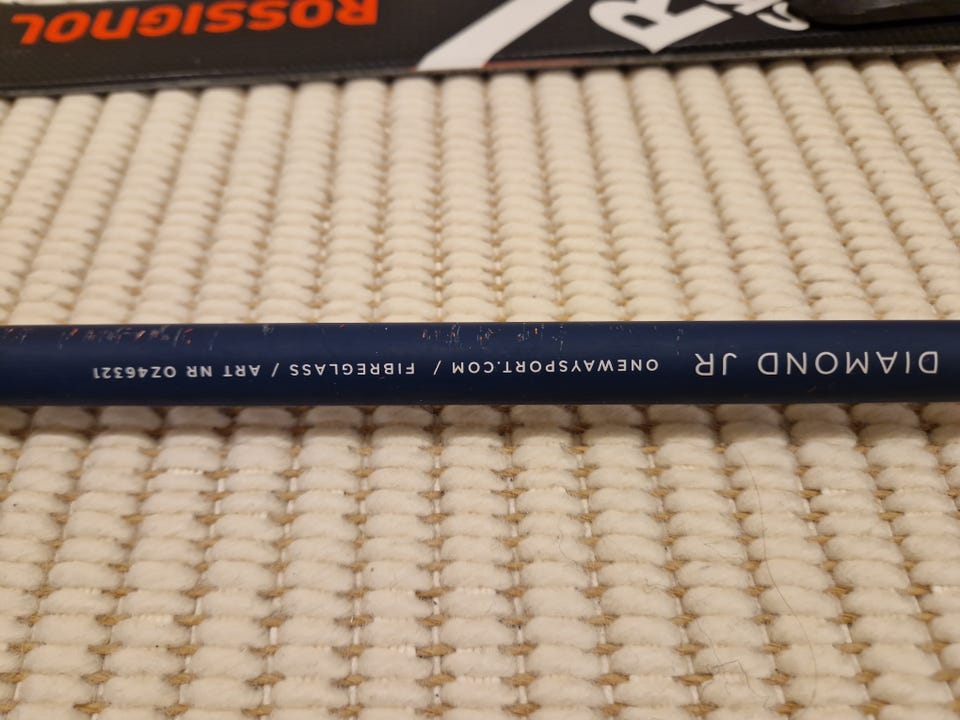 ROSSIGNOL
DIAMOND JR ONEWAYSPORT.COM / FIBREGLASS / ART NR OZ46321